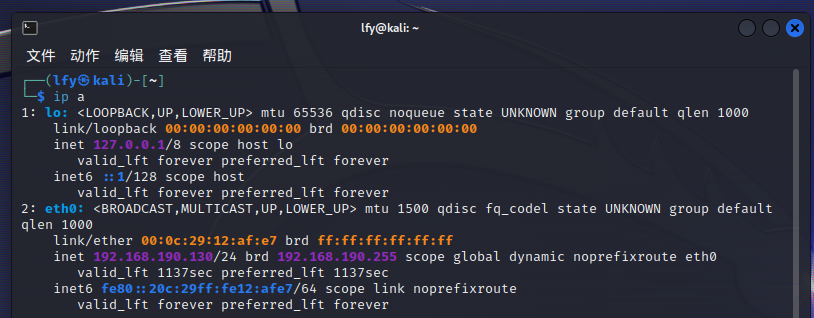 lfy@kali: ~
文件 动作 编辑 查看 帮助
┌──(lfy㉿kali)-[~]
└─$ ip a
1: lo: <LOOPBACK,UP,LOWER_UP> mtu 65536 qdisc noqueue state UNKNOWN group default qlen 1000
    link/loopback 00:00:00:00:00:00 brd 00:00:00:00:00:00
    inet 127.0.0.1/8 scope host lo
       valid_lft forever preferred_lft forever
    inet6 ::1/128 scope host
       valid_lft forever preferred_lft forever
2: eth0: <BROADCAST,MULTICAST,UP,LOWER_UP> mtu 1500 qdisc fq_codel state UNKNOWN group default
qlen 1000
    link/ether 00:0c:29:12:af:e7 brd ff:ff:ff:ff:ff:ff
    inet 192.168.190.130/24 brd 192.168.190.255 scope global dynamic noprefixroute eth0
       valid_lft 1137sec preferred_lft 1137sec
    inet6 fe80::20c:29ff:fe12:afe7/64 scope link noprefixroute
       valid_lft forever preferred_lft forever